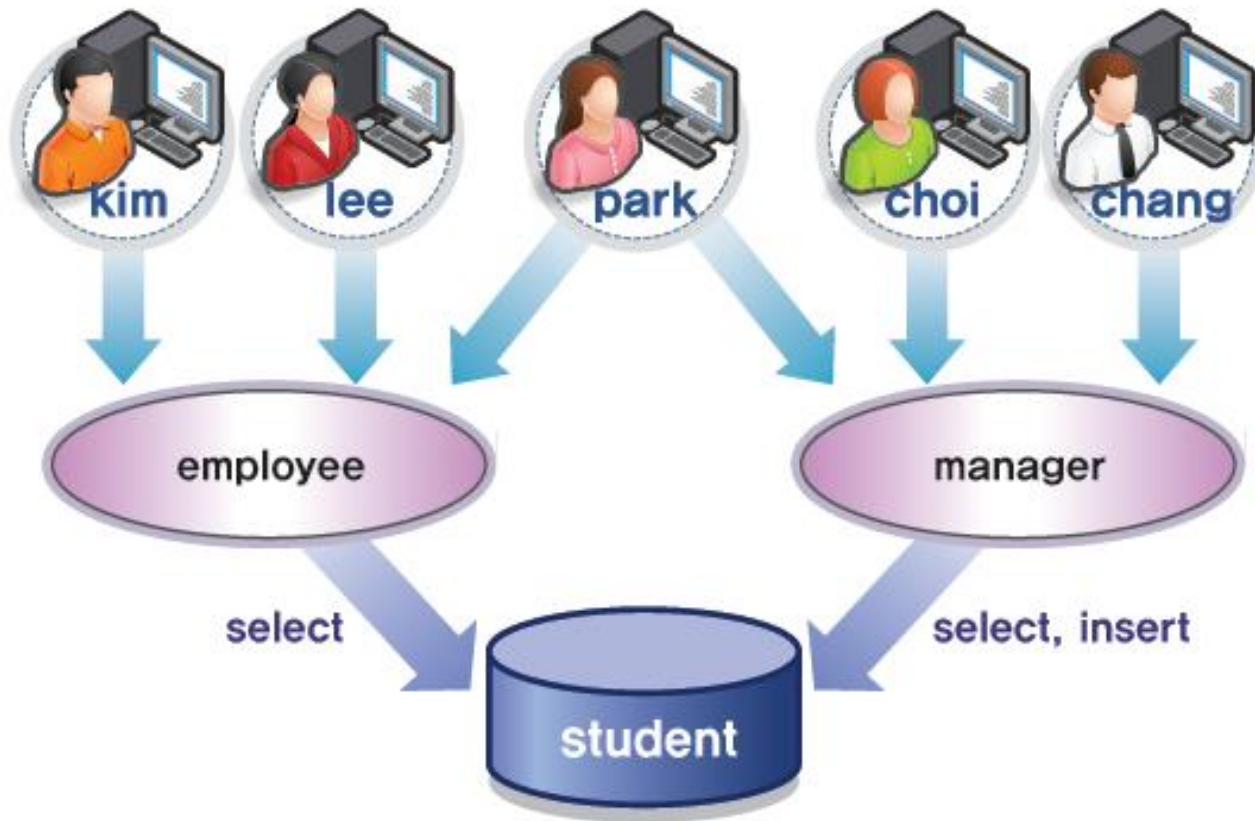 kim
lee
park
choi
chang
employee
manager
select
select, insert
student